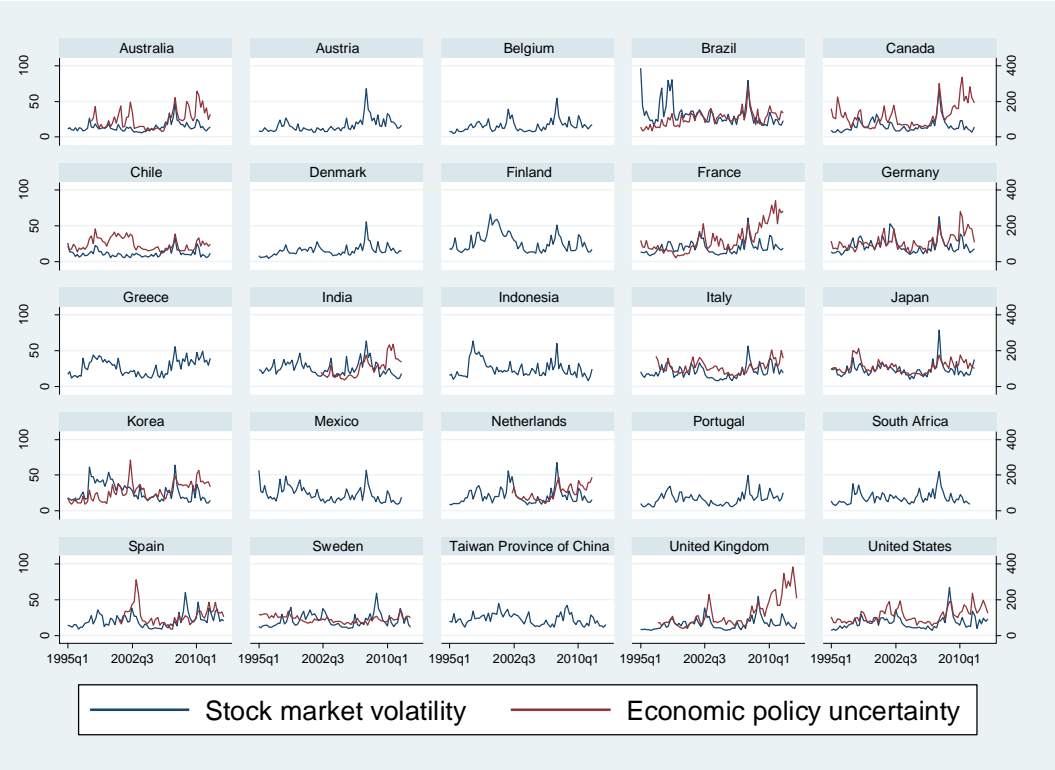 Australia Austria Belgium Brazil Canada
0 50 100
0 200 400
Chile Denmark Finland France Germany
0 50 100
0 200 400
Greece India Indonesia Italy Japan
0 50 100
0 200 400
Korea Mexico Netherlands Portugal South Africa
0 50 100
0 200 400
Spain Sweden Taiwan Province of China United Kingdom United States
0 50 100
0 200 400
1995q1 2002q3 2010q1 1995q1 2002q3 2010q1 1995q1 2002q3 2010q1 1995q1 2002q3 2010q1 1995q1 2002q3 2010q1
Stock market volatility Economic policy uncertainty